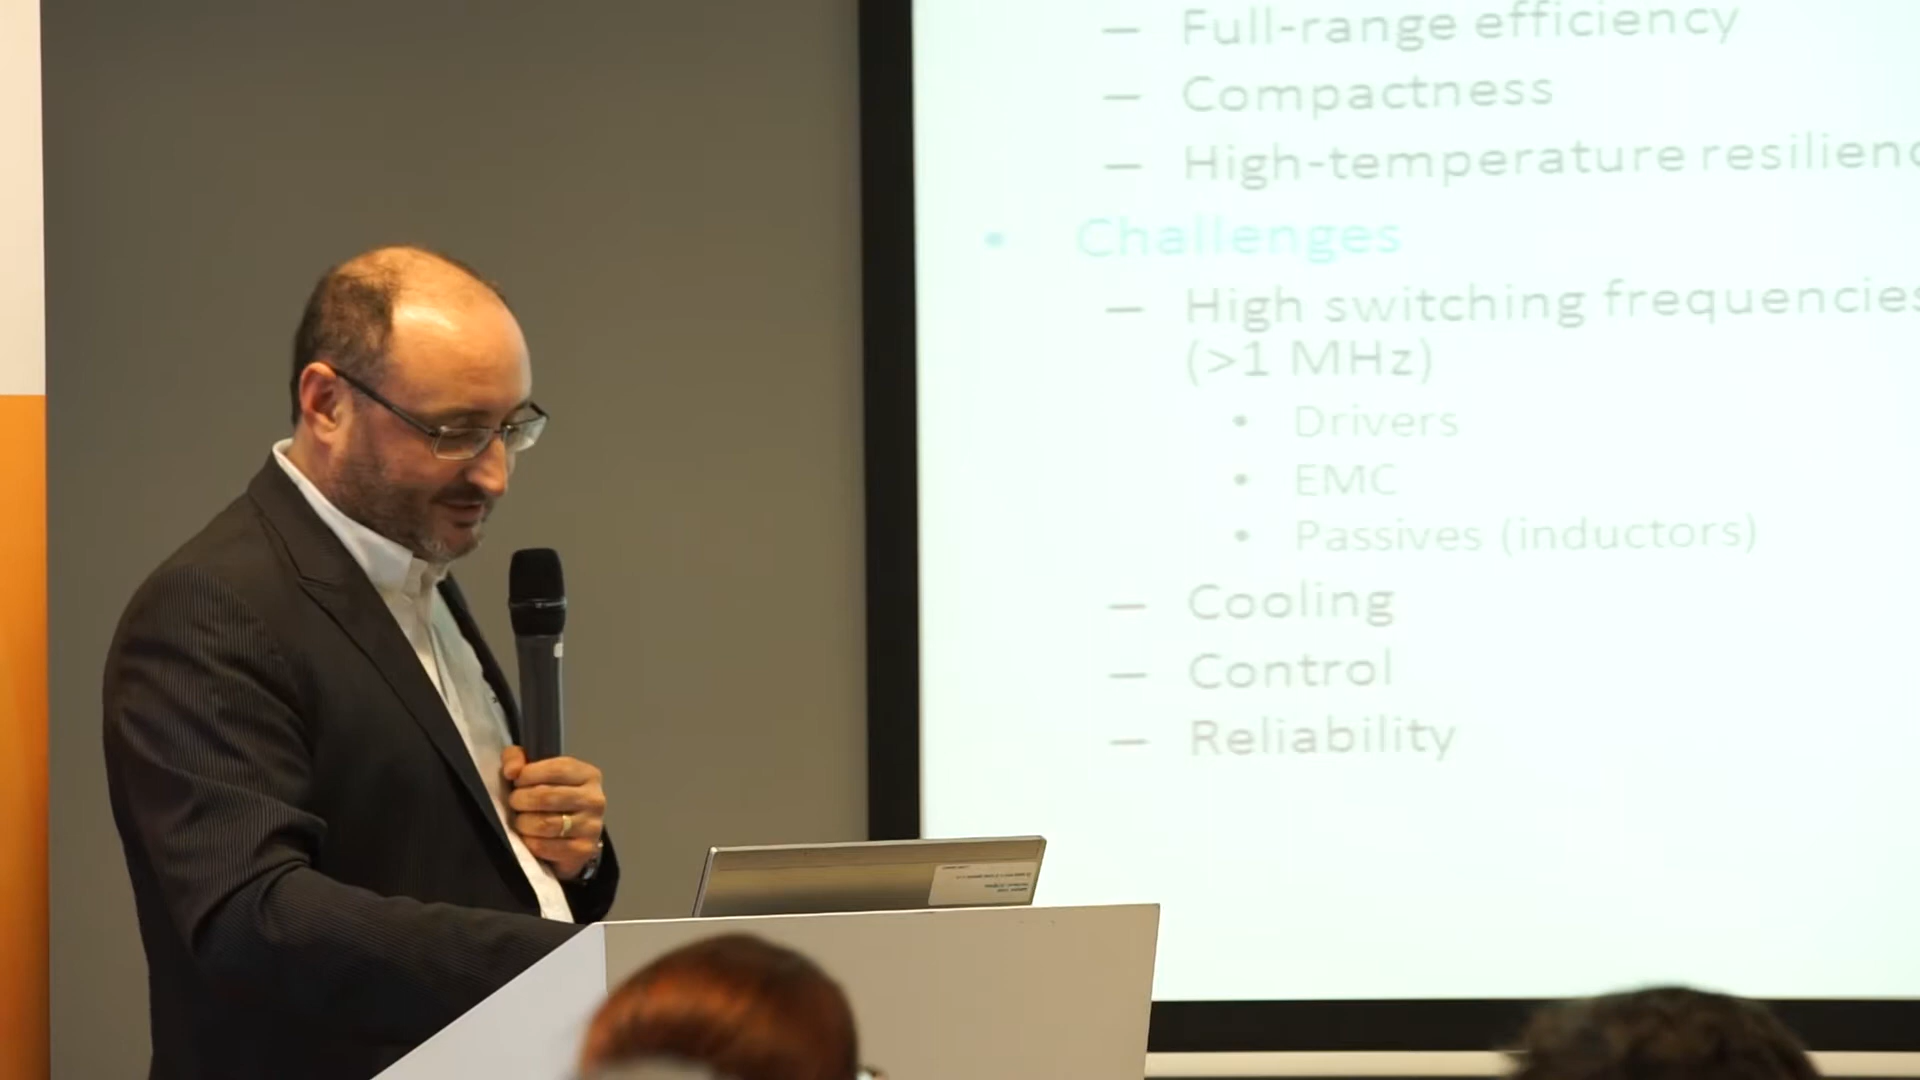 — Full-range efficiency
— Compactness
— High-temperature resilienc
• Challenges
— High switching frequencies
(>1 MHz)
• Drivers
• EMC
• Passives (inductors)
— Cooling
— Control
— Reliability